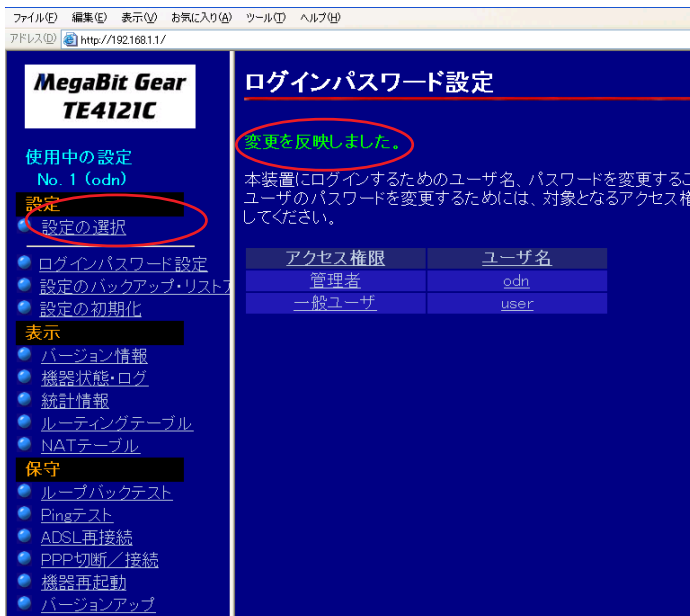 ファイル(F) 編集(E) 表示(V) お気に入り(A) ツール(T) ヘルプ(H)
アドレス(D) http://192.168.1.1/
MegaBit Gear
TE4121C
使用中の設定
No. 1 (odn)
設定
設定の選択
ログインパスワード設定
設定のバックアップ・リストア
設定の初期化
表示
バージョン情報
機器状態・ログ
統計情報
ルーティングテーブル
NATテーブル
保守
ループバックテスト
Pingテスト
ADSL再接続
PPP切断／接続
機器再起動
バージョンアップ
ログインパスワード設定
変更を反映しました。
本装置にログインするためのユーザ名、パスワードを変更するこ
ユーザのパスワードを変更するためには、対象となるアクセス権
してください。
アクセス権限 ユーザ名
管理者 odn
一般ユーザ user